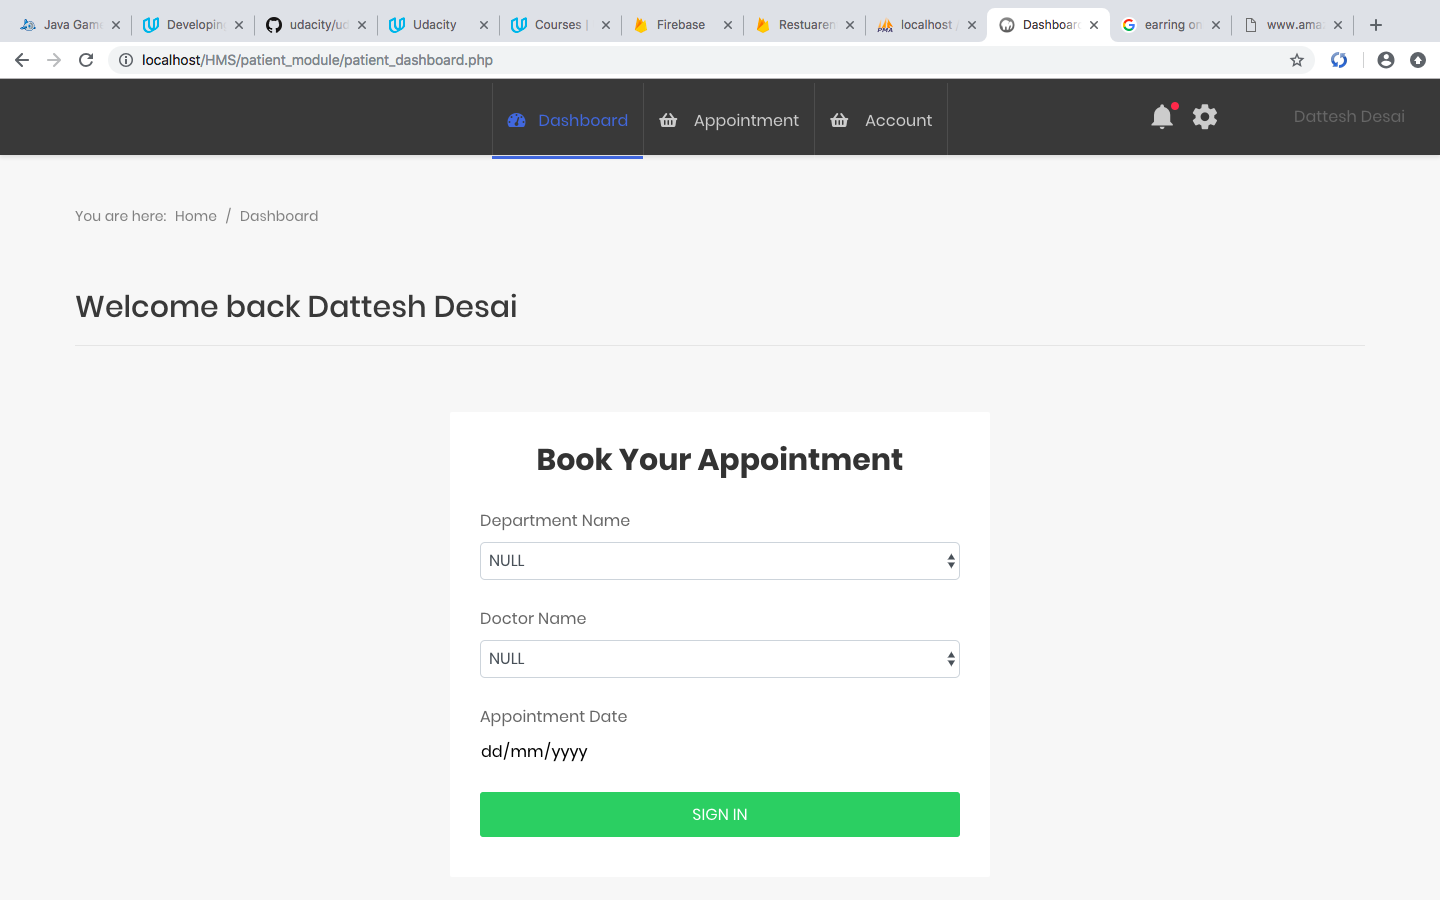 Java Game
Developing
udacity/ud
Udacity
Courses |
Firebase
Restuaren
localhost /
Dashboard
earring on
www.ama
localhost/HMS/patient_module/patient_dashboard.php
Dashboard
Appointment
Account
Dattesh Desai
You are here: Home / Dashboard
Welcome back Dattesh Desai
Book Your Appointment
Department Name
NULL
Doctor Name
NULL
Appointment Date
dd/mm/yyyy
SIGN IN